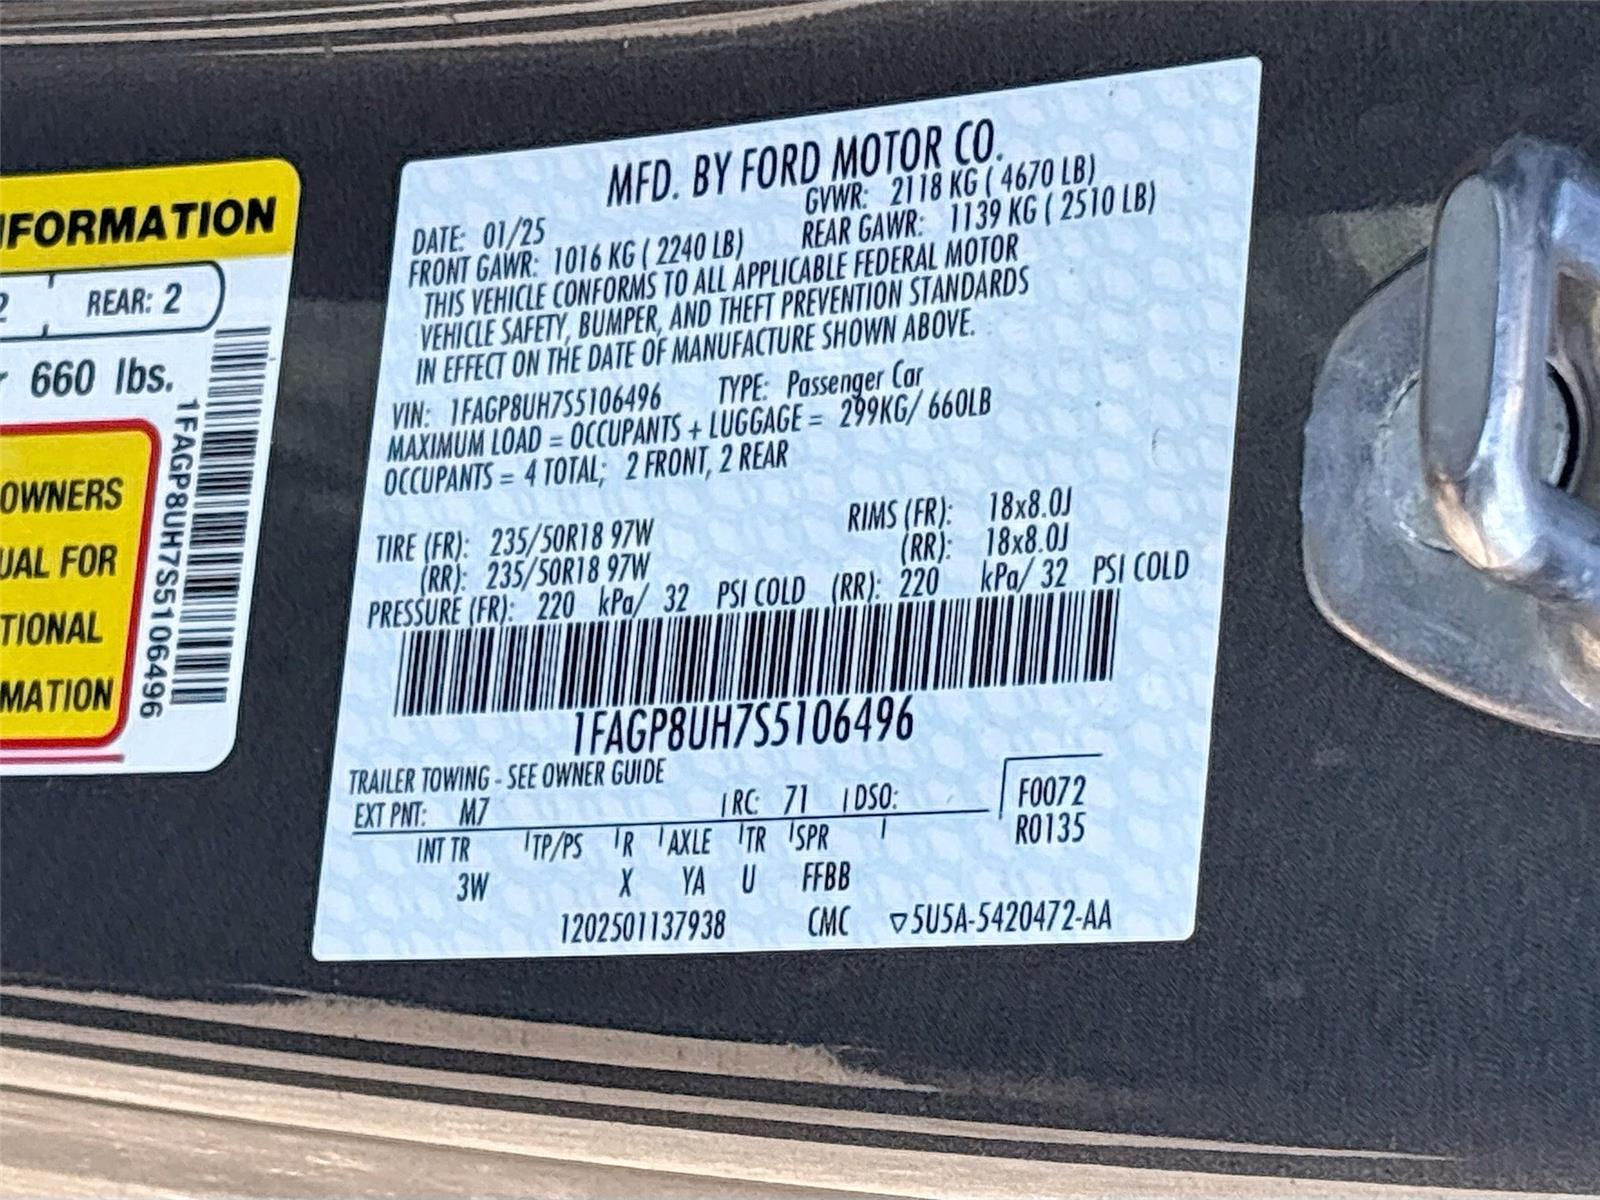 MFD. BY FORD MOTOR CO.
DATE: 01/25 GVWR: 2118 KG ( 4670 LB)
FRONT GAWR: 1016 KG ( 2240 LB) REAR GAWR: 1139 KG ( 2510 LB)
THIS VEHICLE CONFORMS TO ALL APPLICABLE FEDERAL MOTOR
VEHICLE SAFETY, BUMPER, AND THEFT PREVENTION STANDARDS
IN EFFECT ON THE DATE OF MANUFACTURE SHOWN ABOVE.
VIN: 1FAGP8UH7S5106496 TYPE: Passenger Car
MAXIMUM LOAD = OCCUPANTS + LUGGAGE = 299KG/ 660LB
OCCUPANTS = 4 TOTAL; 2 FRONT, 2 REAR
TIRE (FR): 235/50R18 97W RIMS (FR): 18x8.0J
(RR): 235/50R18 97W (RR): 18x8.0J
PRESSURE (FR): 220 kPa/ 32 PSI COLD (RR): 220 kPa/ 32 PSI COLD
1FAGP8UH7S5106496
TRAILER TOWING - SEE OWNER GUIDE
EXT PNT: M7 RC: 71 DSO: F0072
R0135
INT TR TP/PS R AXLE TR SPR
3W X YA U FFBB
1202501137938 CMC ▽5U5A-5420472-AA
REAR: 2
660 lbs.
OWNERS
FOR
1FAGP8UH7S5106496